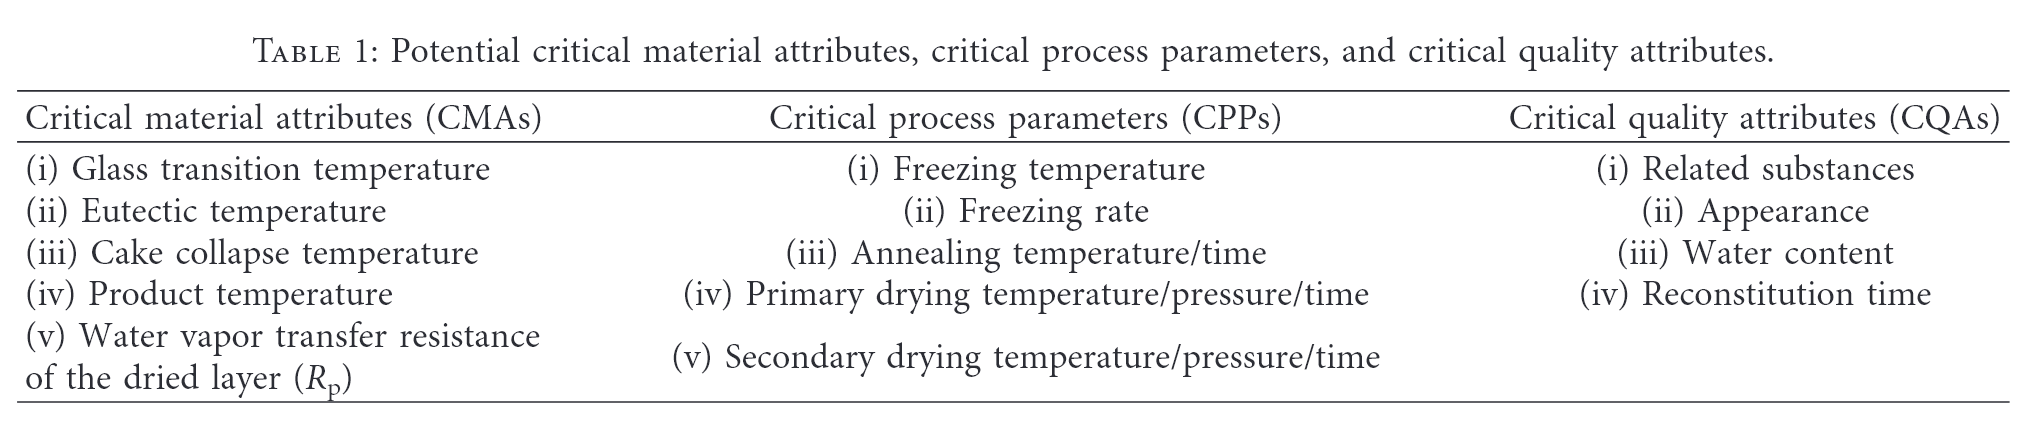 TABLE 1: Potential critical material attributes, critical process parameters, and critical quality attributes.
Critical material attributes (CMAs) Critical process parameters (CPPs) Critical quality attributes (CQAs)
(i) Glass transition temperature (i) Freezing temperature (i) Related substances
(ii) Eutectic temperature (ii) Freezing rate (ii) Appearance
(iii) Cake collapse temperature (iii) Annealing temperature/time (iii) Water content
(iv) Product temperature (iv) Primary drying temperature/pressure/time (iv) Reconstitution time
(v) Water vapor transfer resistance
of the dried layer (Rp) (v) Secondary drying temperature/pressure/time